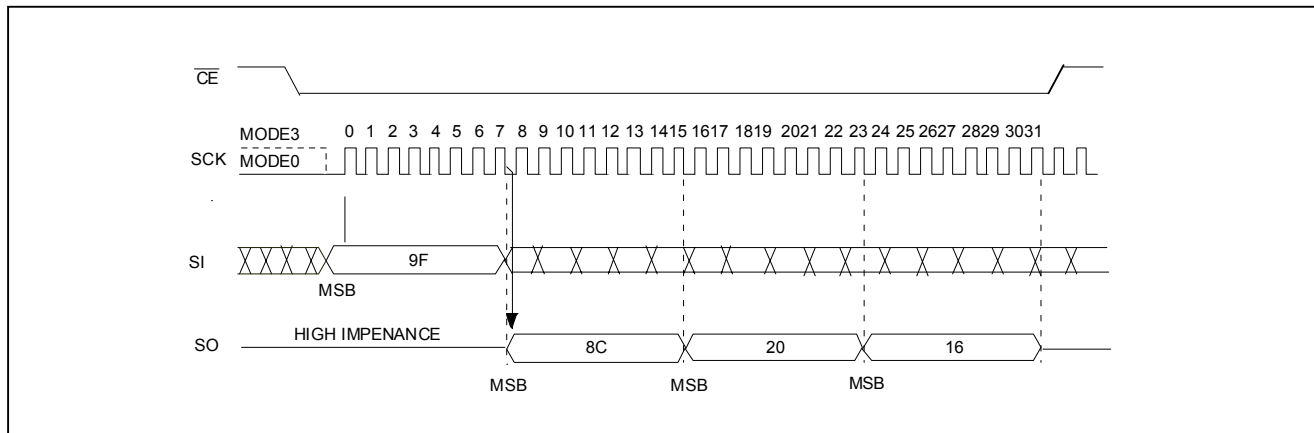 CE
MODE3
0 1 2 3 4 5 6 7 8 9 10 11 12 13 14 15 16 17 18 19 20 21 22 23 24 25 26 27 28 29 30 31
SCK MODE0
SI 9F
MSB
HIGH IMPENANCE
SO 8C 20 16
MSB MSB MSB